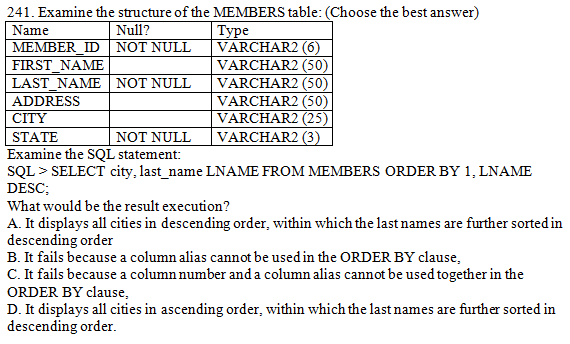 241. Examine the structure of the MEMBERS table: (Choose the best answer)
Name Null? Type
MEMBER_ID NOT NULL VARCHAR2 (6)
FIRST_NAME VARCHAR2 (50)
LAST_NAME NOT NULL VARCHAR2 (50)
ADDRESS VARCHAR2 (50)
CITY VARCHAR2 (25)
STATE NOT NULL VARCHAR2 (3)
Examine the SQL statement:
SQL > SELECT city, last_name LNAME FROM MEMBERS ORDER BY 1, LNAME
DESC;
What would be the result execution?
A. It displays all cities in descending order, within which the last names are further sorted in
descending order
B. It fails because a column alias cannot be used in the ORDER BY clause,
C. It fails because a column number and a column alias cannot be used together in the
ORDER BY clause,
D. It displays all cities in ascending order, within which the last names are further sorted in
descending order.